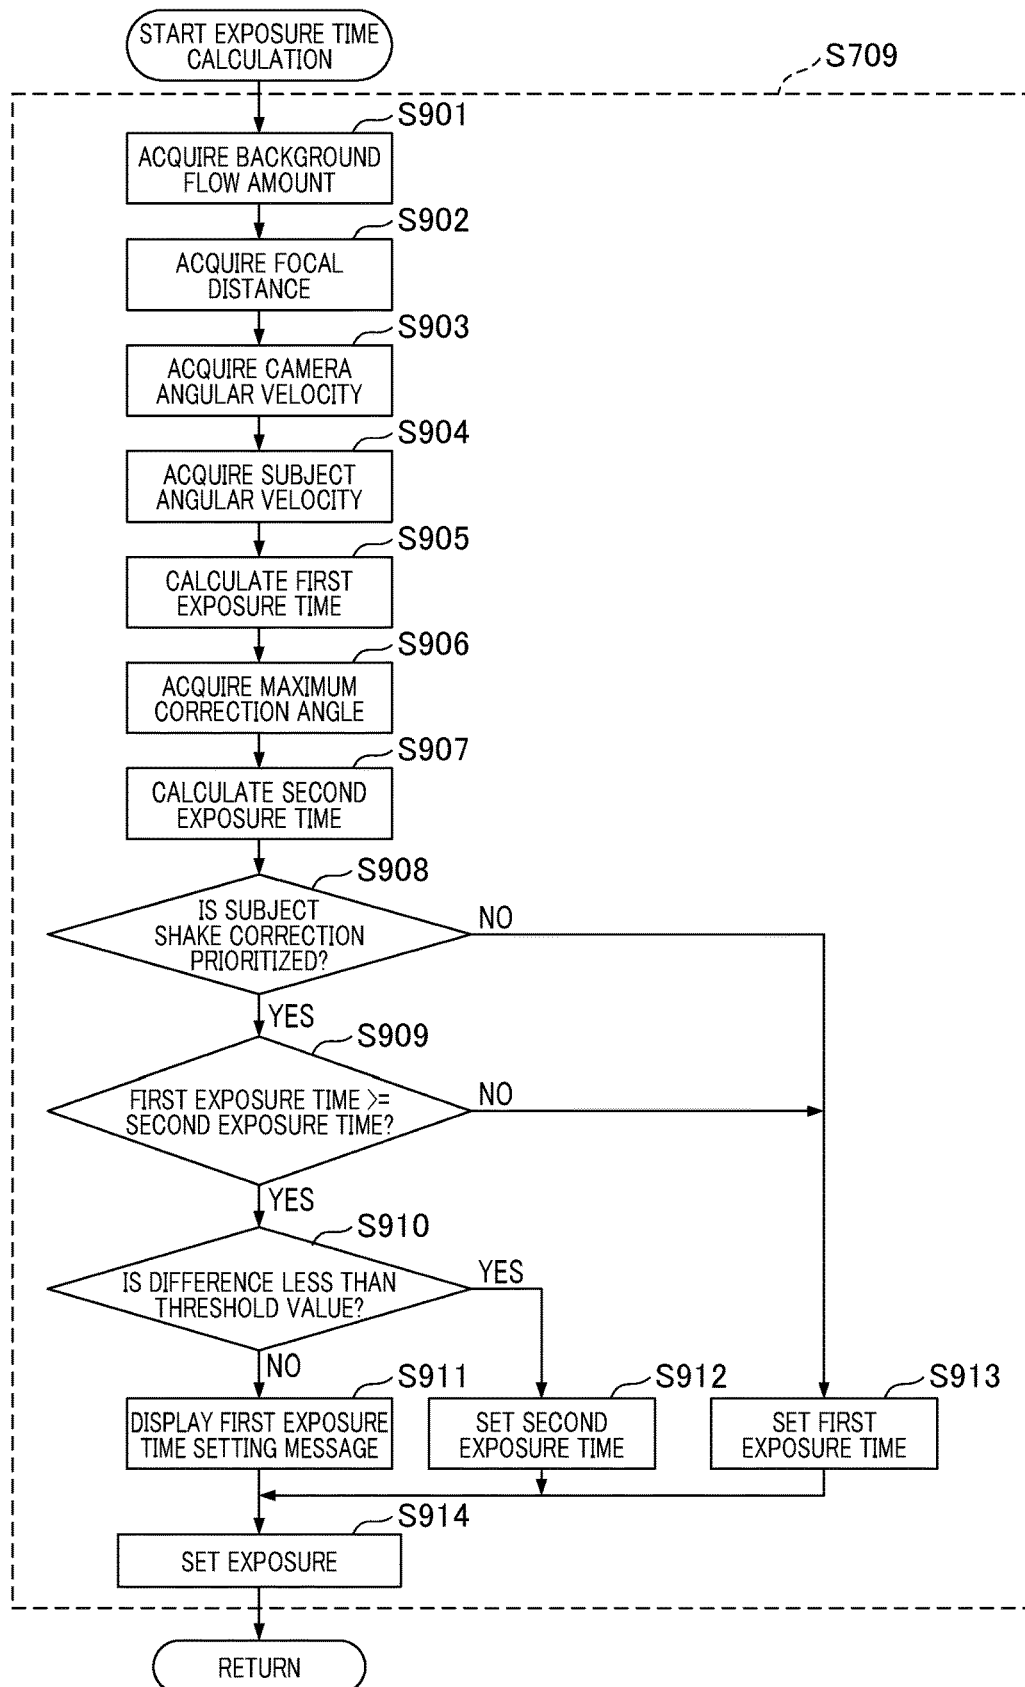 START EXPOSURE TIME
CALCULATION
S709
S901
ACQUIRE BACKGROUND
FLOW AMOUNT
S902
ACQUIRE FOCAL
DISTANCE
S903
ACQUIRE CAMERA
ANGULAR VELOCITY
S904
ACQUIRE SUBJECT
ANGULAR VELOCITY
S905
CALCULATE FIRST
EXPOSURE TIME
S906
ACQUIRE MAXIMUM
CORRECTION ANGLE
S907
CALCULATE SECOND
EXPOSURE TIME
S908
IS SUBJECT
SHAKE CORRECTION
PRIORITIZED?
NO
YES
S909
FIRST EXPOSURE TIME >=
SECOND EXPOSURE TIME?
NO
YES
S910
IS DIFFERENCE LESS THAN
THRESHOLD VALUE?
YES
NO
S911
DISPLAY FIRST EXPOSURE
TIME SETTING MESSAGE
S912
SET SECOND
EXPOSURE TIME
S913
SET FIRST
EXPOSURE TIME
S914
SET EXPOSURE
RETURN